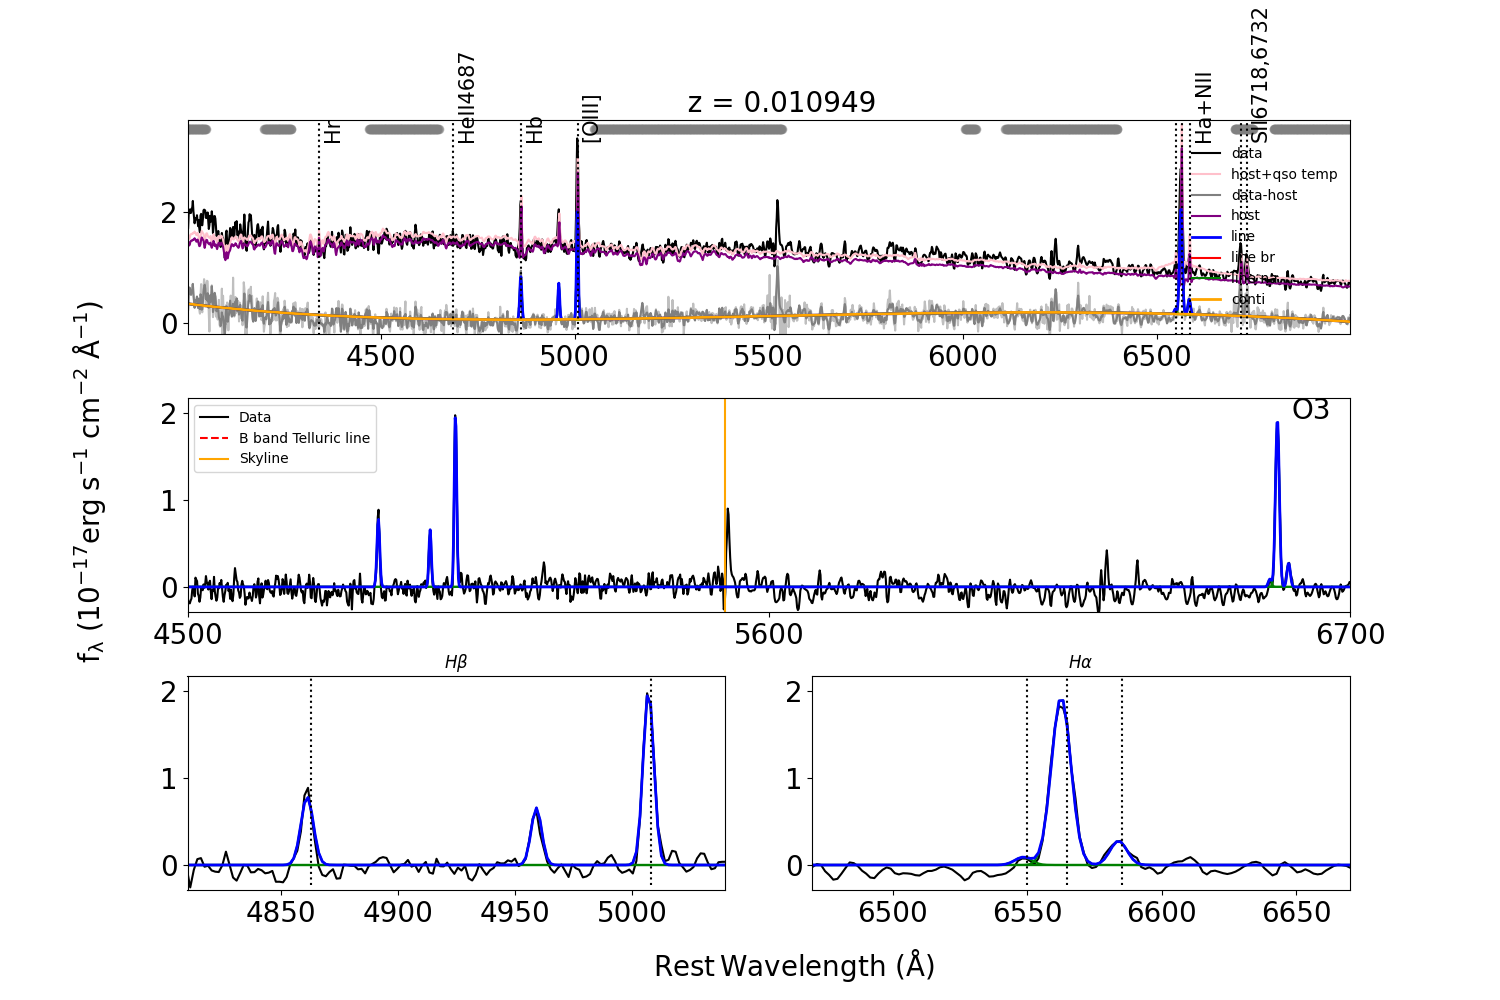 z = 0.010949
Hr
HeII4687
Hb
[OIII]
Ha+NII
SII6718,6732
data
host+qso temp
data-host
host
line
line br
conti
2
0
4500 5000 5500 6000 6500
fλ (10⁻¹⁷erg s⁻¹ cm⁻² Å⁻¹)
O3
Data
B band Telluric line
Skyline
2
1
0
4500 5600 6700
Hβ
2
1
0
4850 4900 4950 5000
Hα
2
1
0
6500 6550 6600 6650
Rest Wavelength (Å)